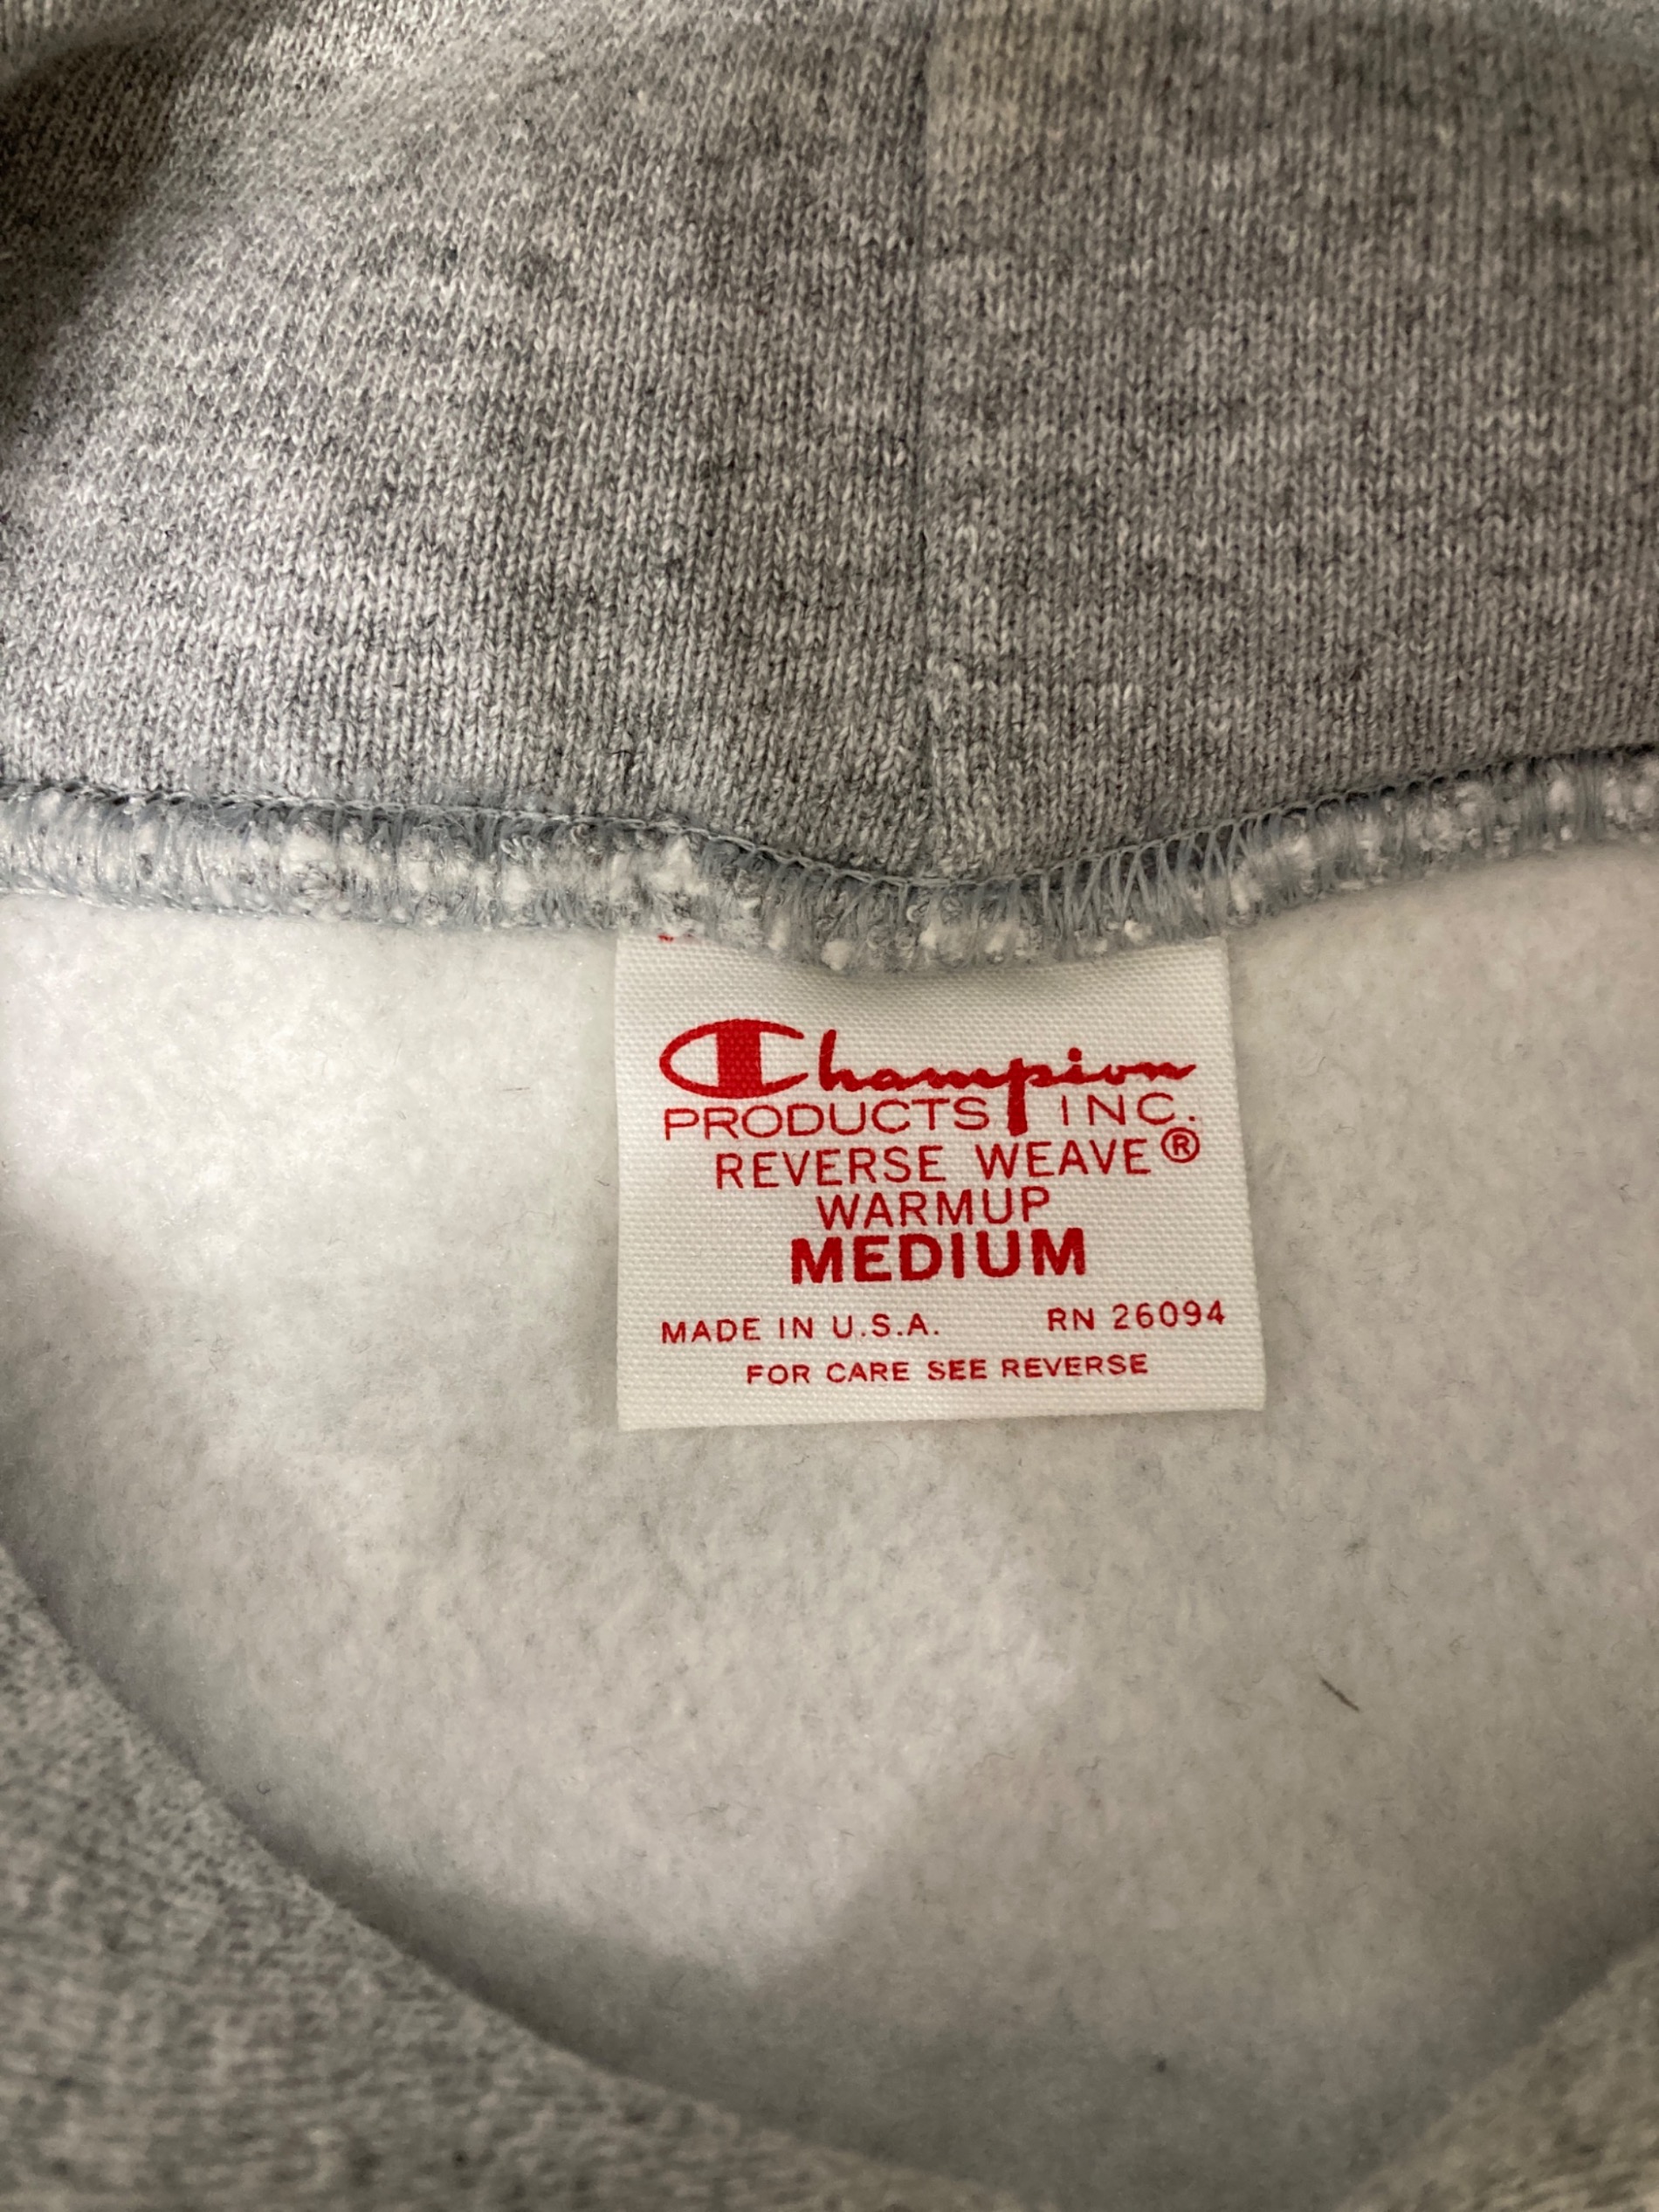 Champion
PRODUCTS INC.
REVERSE WEAVE®
WARMUP
MEDIUM
MADE IN U.S.A. RN 26094
FOR CARE SEE REVERSE